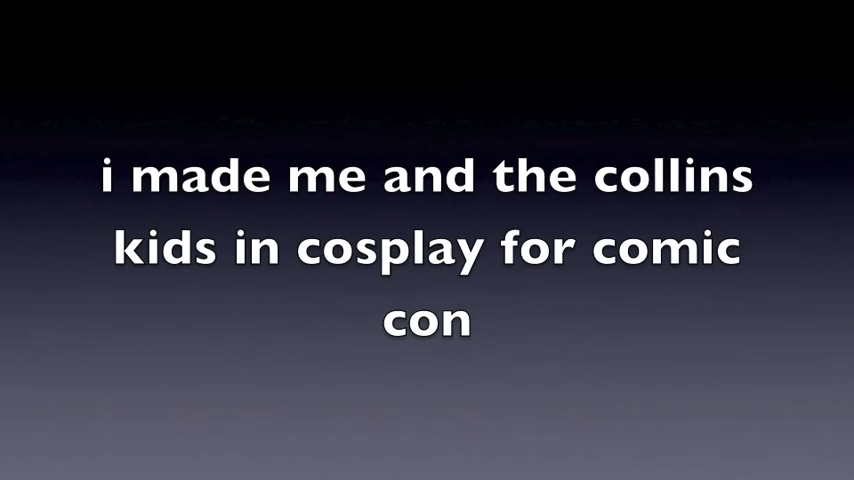 i made me and the collins
kids in cosplay for comic
con